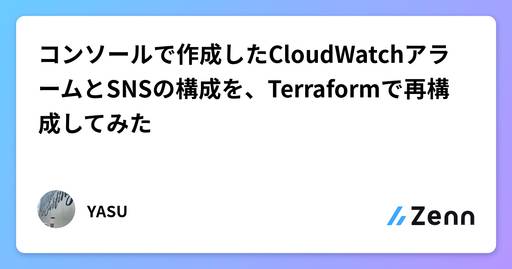 コンソールで作成したCloudWatchアラ
ームとSNSの構成を、Terraformで再構
成してみた
YASU
Zenn